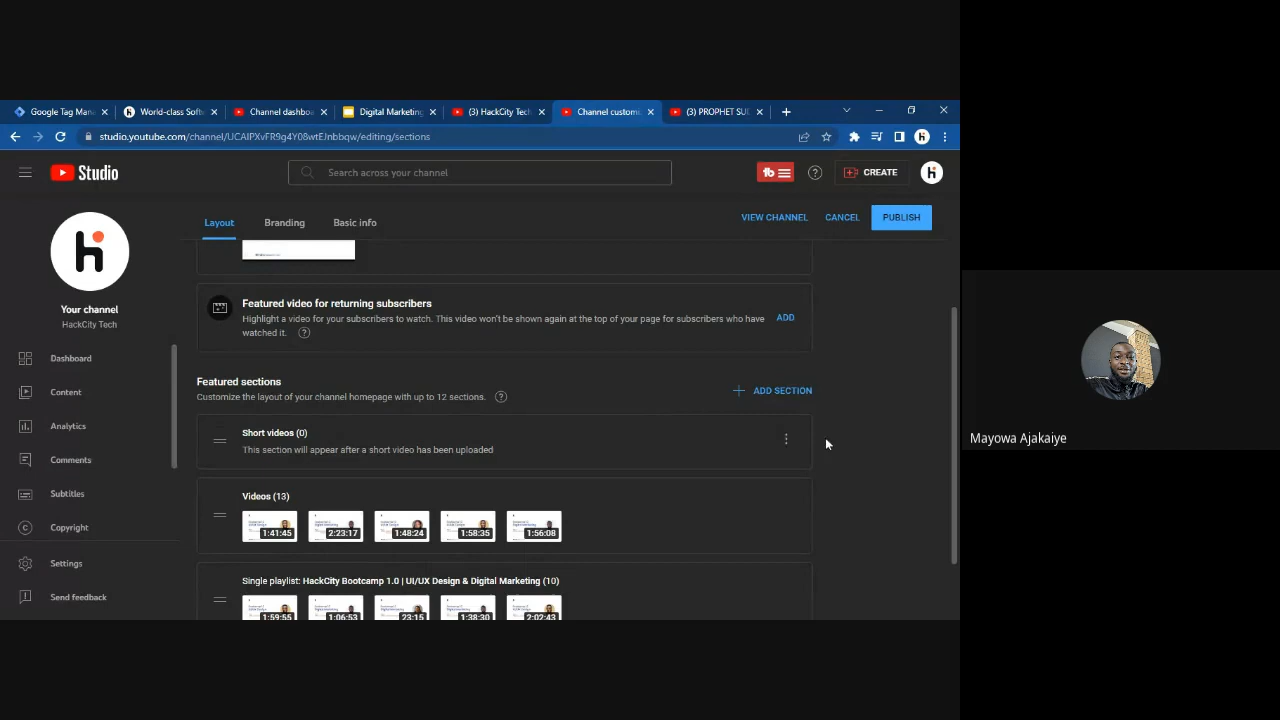 Google Tag Mana
World-class Soft
Channel dashboa
Digital Marketing
(3) HackCity Tech
Channel customi
(3) PROPHET SUD
studio.youtube.com/channel/
/editing/sections
Studio
Search across your channel
CREATE
Layout
Branding
Basic info
VIEW CHANNEL
CANCEL
PUBLISH
Your channel
HackCity Tech
Dashboard
Content
Analytics
Comments
Subtitles
Copyright
Settings
Send feedback
Featured video for returning subscribers
Highlight a video for your subscribers to watch. This video won't be shown again at the top of your page for subscribers who have
watched it.
ADD
Featured sections
Customize the layout of your channel homepage with up to 12 sections.
ADD SECTION
Short videos (0)
This section will appear after a short video has been uploaded
Videos (13)
1:41:45
2:23:17
1:48:24
1:58:35
1:56:08
Single playlist: HackCity Bootcamp 1.0 | UI/UX Design & Digital Marketing (10)
1:59:55
1:06:53
23:15
1:38:30
2:02:43
Mayowa Ajakaiye